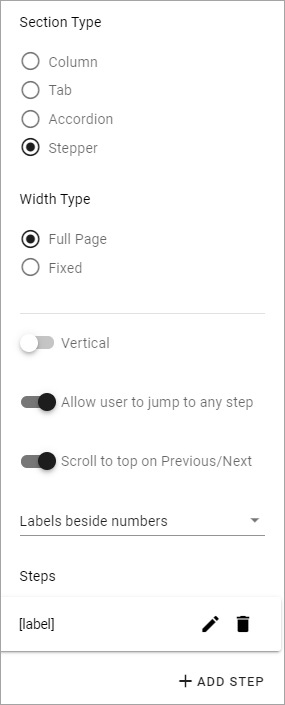 Section Type
Column
Tab
Accordion
Stepper
Width Type
Full Page
Fixed
Vertical
Allow user to jump to any step
Scroll to top on Previous/Next
Labels beside numbers
Steps
[label]
ADD STEP